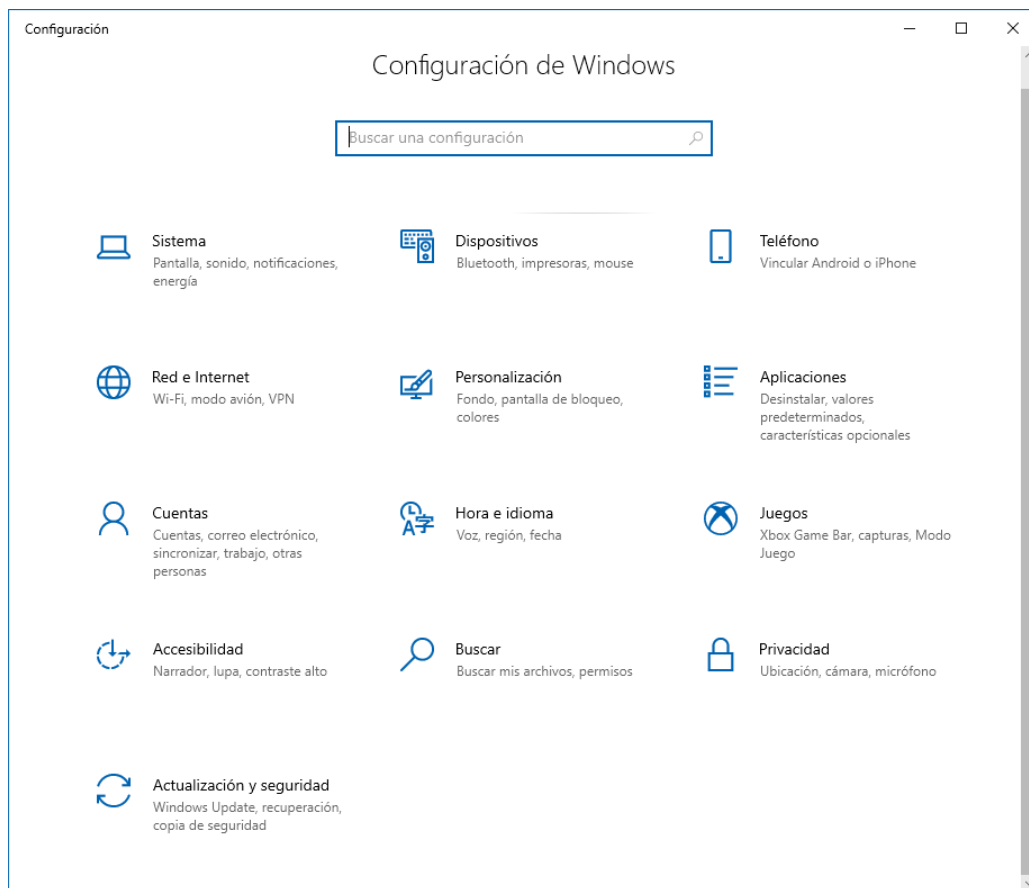 Configuración
Configuración de Windows
Buscar una configuración
Sistema
Pantalla, sonido, notificaciones,
energía
Dispositivos
Bluetooth, impresoras, mouse
Teléfono
Vincular Android o iPhone
Red e Internet
Wi-Fi, modo avión, VPN
Personalización
Fondo, pantalla de bloqueo,
colores
Aplicaciones
Desinstalar, valores
predeterminados,
características opcionales
Cuentas
Cuentas, correo electrónico,
sincronizar, trabajo, otras
personas
Hora e idioma
Voz, región, fecha
Juegos
Xbox Game Bar, capturas, Modo
Juego
Accesibilidad
Narrador, lupa, contraste alto
Buscar
Buscar mis archivos, permisos
Privacidad
Ubicación, cámara, micrófono
Actualización y seguridad
Windows Update, recuperación,
copia de seguridad